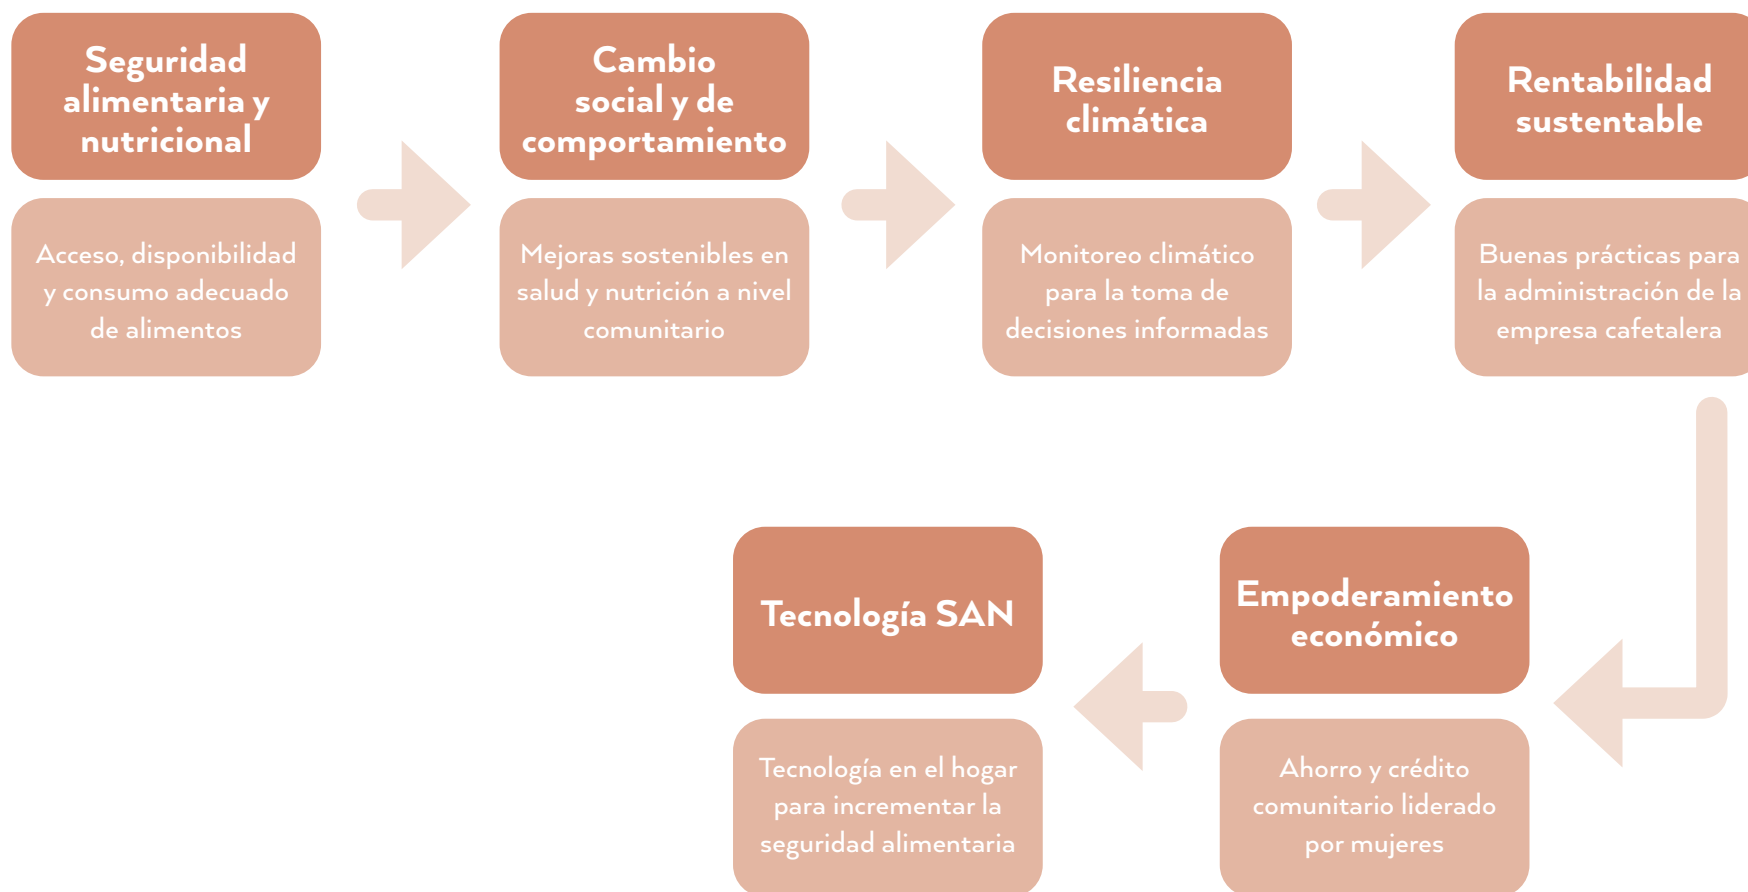 Seguridad
alimentaria y
nutricional
Acceso, disponibilidad
y consumo adecuado
de alimentos
Cambio
social y de
comportamiento
Mejoras sostenibles en
salud y nutrición a nivel
comunitario
Resiliencia
climática
Monitoreo climático
para la toma de
decisiones informadas
Rentabilidad
sustentable
Buenas prácticas para
la administración de la
empresa cafetalera
Empoderamiento
económico
Ahorro y crédito
comunitario liderado
por mujeres
Tecnología SAN
Tecnología en el hogar
para incrementar la
seguridad alimentaria